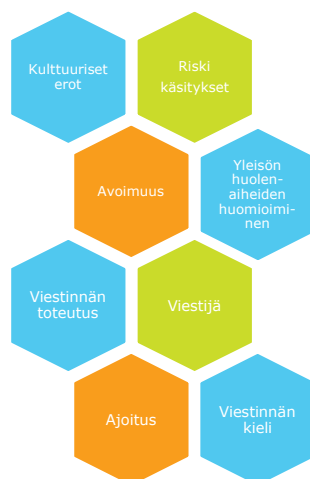 Kulttuuriset
erot
Riski
käsitykset
Avoimuus
Yleisön
huolen-
aiheiden
huomioimi-
nen
Viestinnän
toteutus
Viestijä
Ajoitus
Viestinnän
kieli